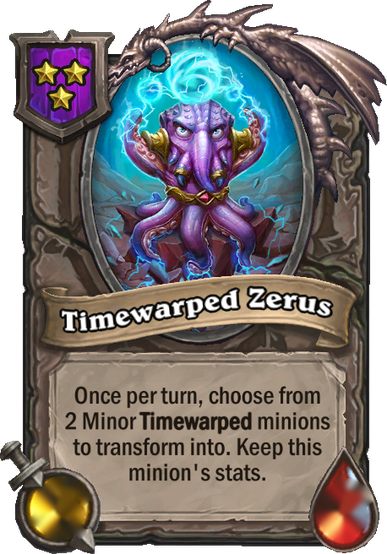 Timewarped Zerus
Once per turn, choose from
2 Minor Timewarped minions
to transform into. Keep this
minion's stats.